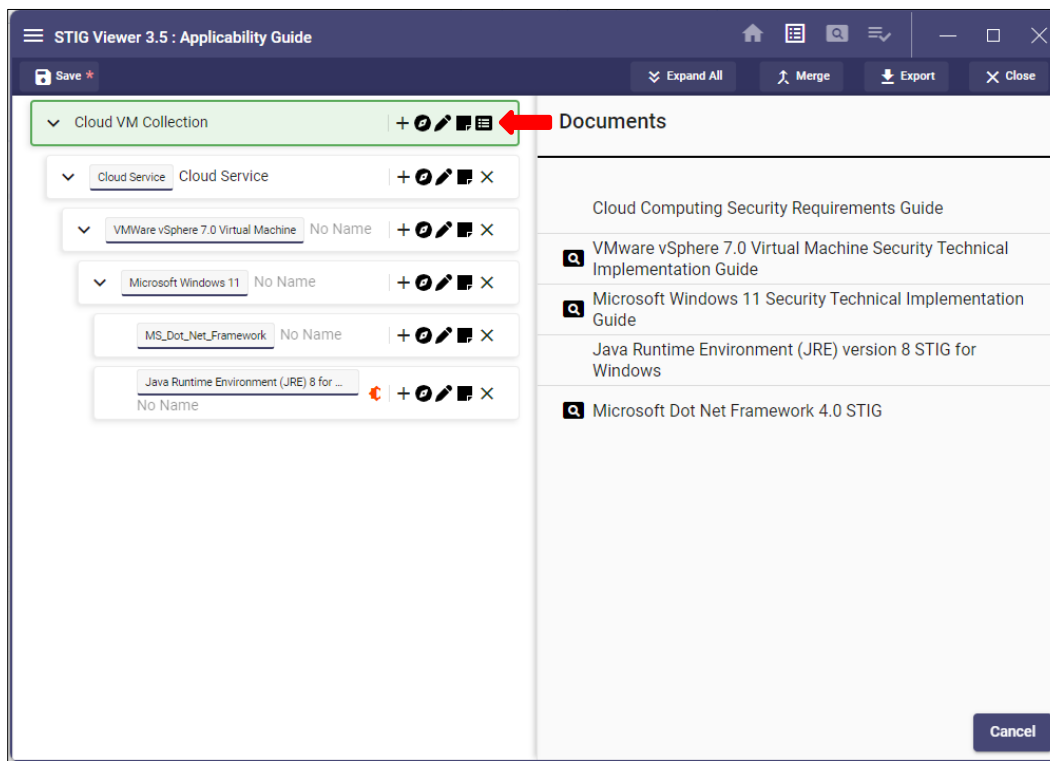 STIG Viewer 3.5 : Applicability Guide
Save *
Expand All
Merge
Export
Close
Cloud VM Collection
Cloud Service Cloud Service
VMWare vSphere 7.0 Virtual Machine No Name
Microsoft Windows 11 No Name
MS_Dot_Net_Framework No Name
Java Runtime Environment (JRE) 8 for ...
No Name
Documents
Cloud Computing Security Requirements Guide
VMware vSphere 7.0 Virtual Machine Security Technical
Implementation Guide
Microsoft Windows 11 Security Technical Implementation
Guide
Java Runtime Environment (JRE) version 8 STIG for
Windows
Microsoft Dot Net Framework 4.0 STIG
Cancel